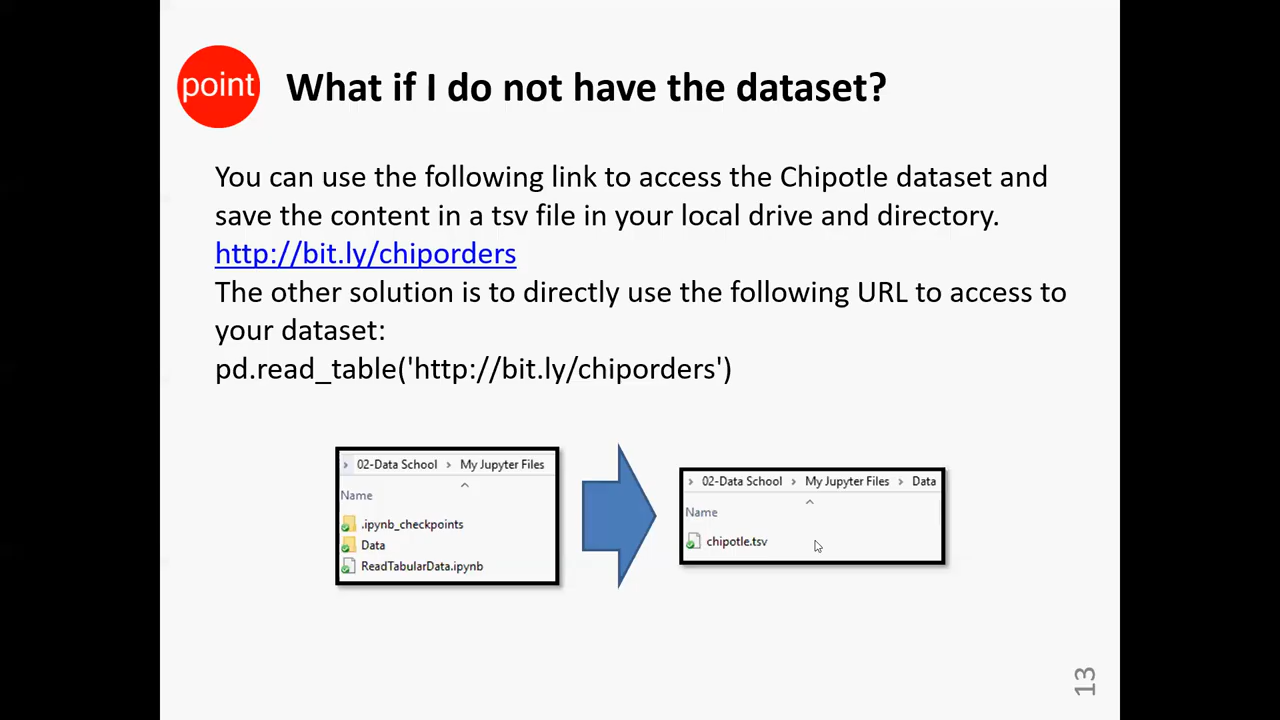 point
What if I do not have the dataset?
You can use the following link to access the Chipotle dataset and
save the content in a tsv file in your local drive and directory.
http://bit.ly/chiporders
The other solution is to directly use the following URL to access to
your dataset:
pd.read_table('http://bit.ly/chiporders')
› 02-Data School › My Jupyter Files
Name
.ipynb_checkpoints
Data
ReadTabularData.ipynb
› 02-Data School › My Jupyter Files › Data
Name
chipotle.tsv
13